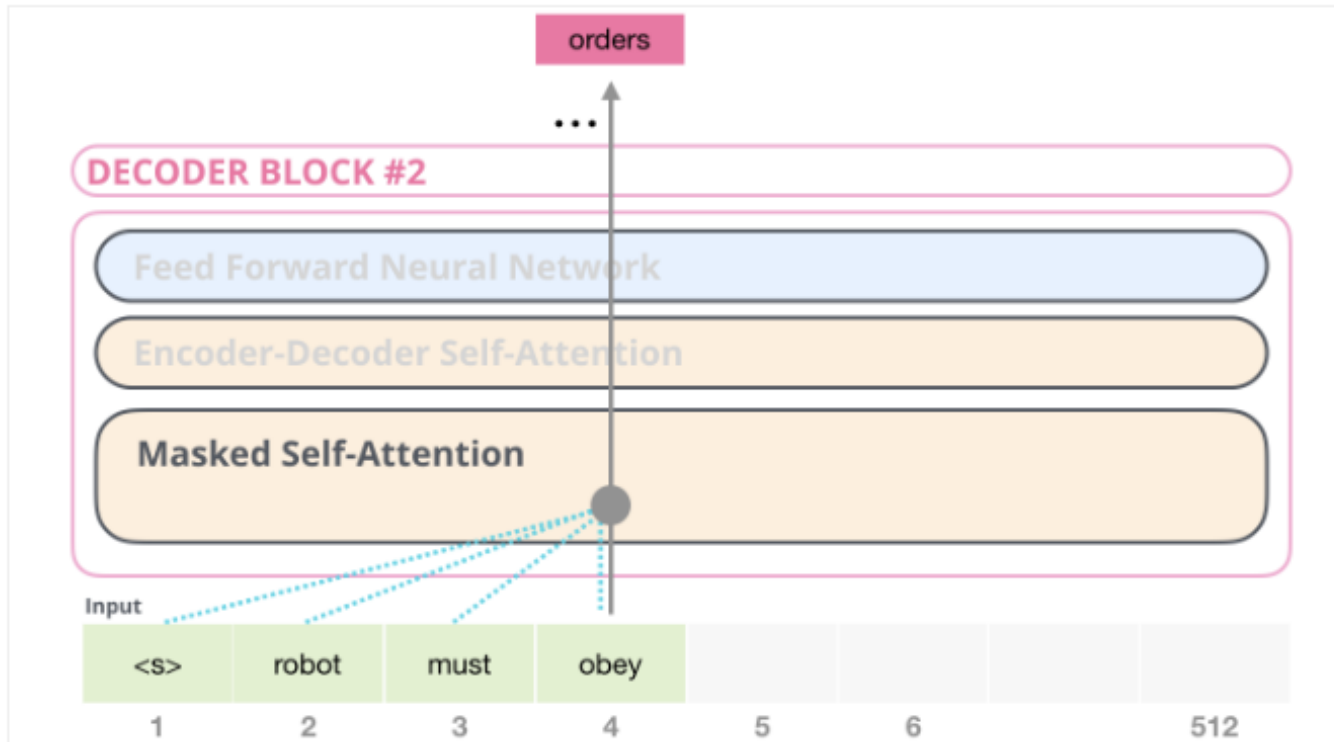 orders
...
DECODER BLOCK #2
Feed Forward Neural Network
Encoder-Decoder Self-Attention
Masked Self-Attention
Input
<s> robot must obey
1 2 3 4 5 6 512